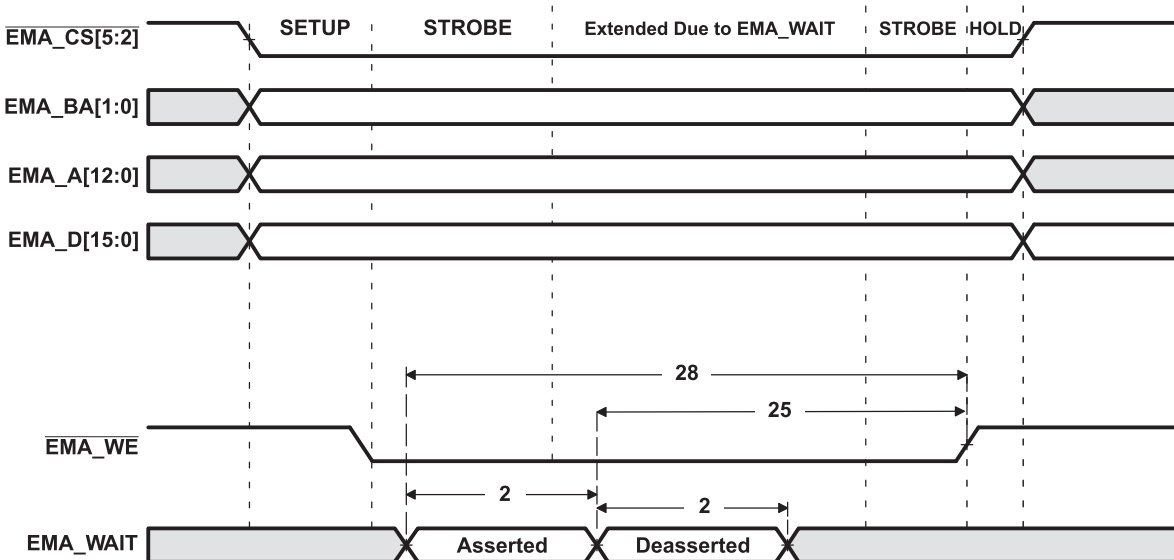 SETUP STROBE Extended Due to EMA_WAIT STROBE HOLD
EMA_CS[5:2]
EMA_BA[1:0]
EMA_A[12:0]
EMA_D[15:0]
28
25
EMA_WE
2
2
EMA_WAIT Asserted Deasserted